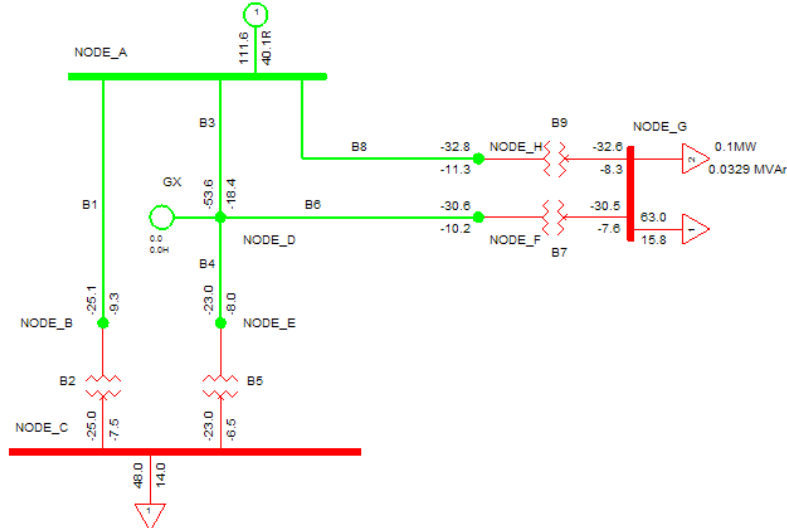 1
111.6
40.1R
NODE_A
B3
B9
NODE_G
B8
-32.8
NODE_H
-32.6
2
0.1MW
-11.3
-8.3
0.0329 MVAr
GX
-53.6
-18.4
B1
B6
-30.6
-30.5
63.0
1
0.0
0.0H
NODE_D
-10.2
NODE_F
-7.6
15.8
B7
B4
-25.1
-9.3
-23.0
-8.0
NODE_B
NODE_E
B2
B5
-25.0
-7.5
-23.0
-6.5
NODE_C
48.0
14.0
1